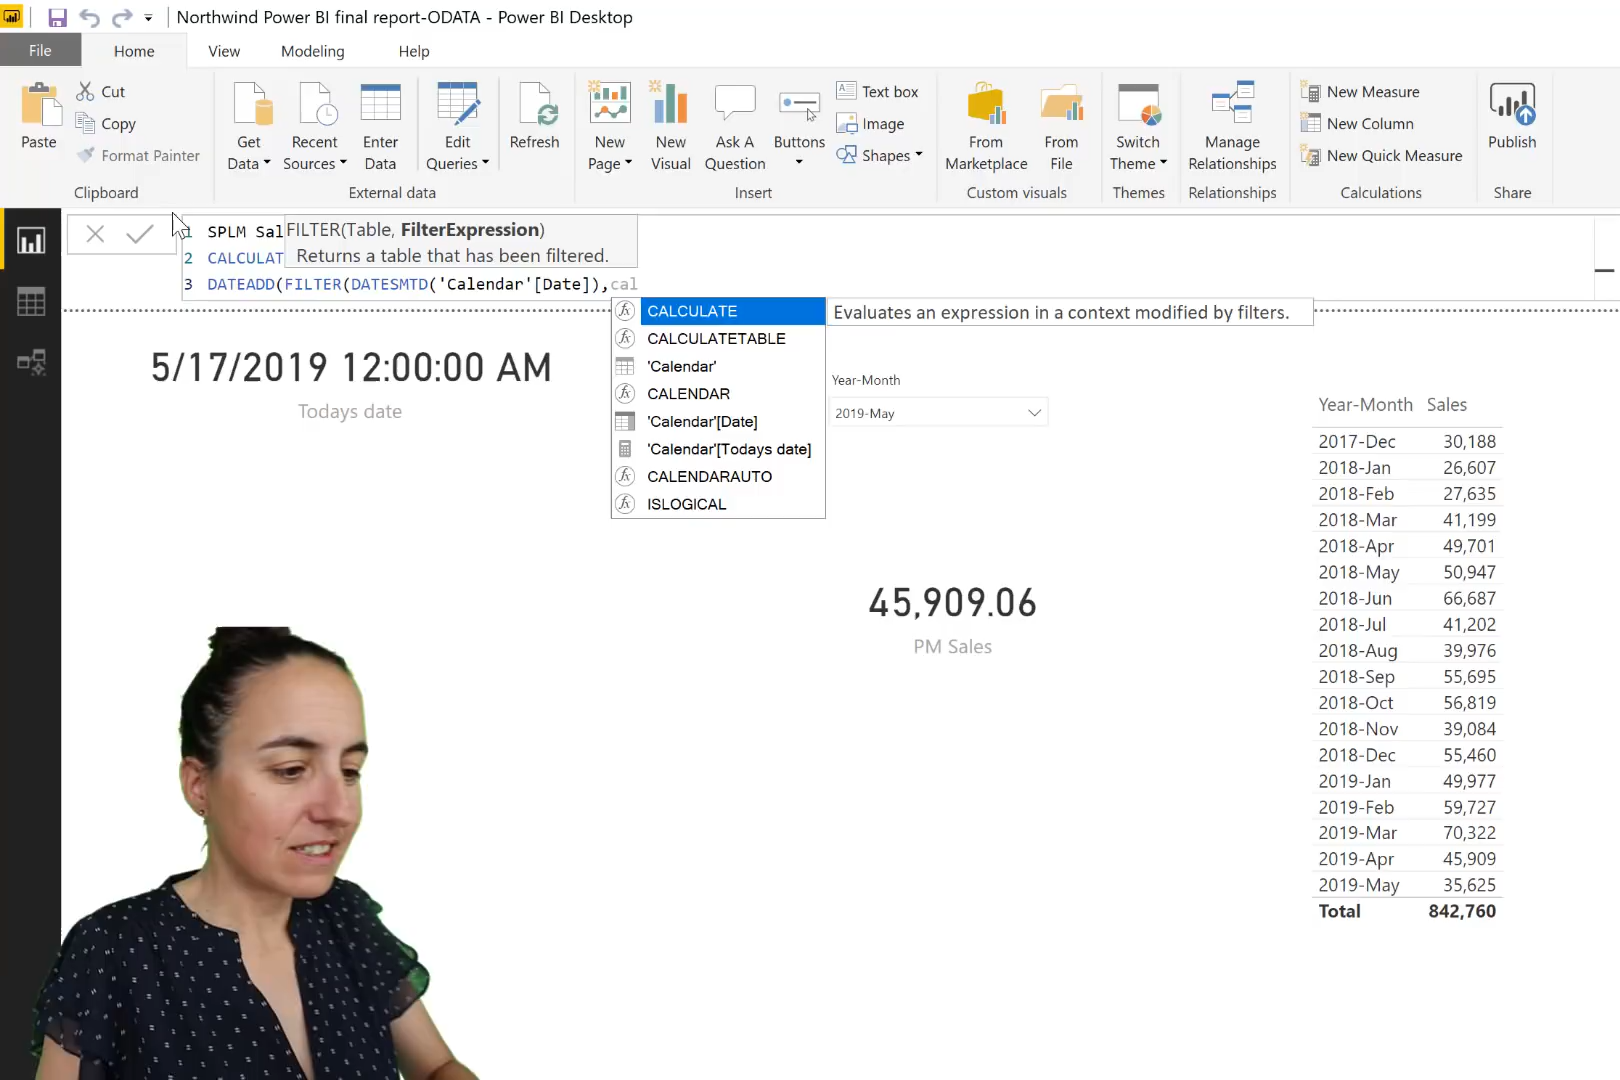 Northwind Power BI final report-ODATA - Power BI Desktop
File Home View Modeling Help
Paste
Cut
Copy
Format Painter
Clipboard
Get Data
Recent Sources
Enter Data
Edit Queries
External data
Refresh
New Page
New Visual
Ask A Question
Buttons
Text box
Image
Shapes
Insert
From Marketplace
From File
Custom visuals
Switch Theme
Themes
Manage Relationships
Relationships
New Measure
New Column
New Quick Measure
Calculations
Publish
Share
1 SPLM Sal
FILTER(Table, FilterExpression)
Returns a table that has been filtered.
2 CALCULAT
3 DATEADD(FILTER(DATESMTD('Calendar'[Date]),cal
CALCULATE
Evaluates an expression in a context modified by filters.
CALCULATETABLE
'Calendar'
CALENDAR
'Calendar'[Date]
'Calendar'[Todays date]
CALENDARAUTO
ISLOGICAL
5/17/2019 12:00:00 AM
Todays date
Year-Month
2019-May
45,909.06
PM Sales
Year-Month Sales
2017-Dec 30,188
2018-Jan 26,607
2018-Feb 27,635
2018-Mar 41,199
2018-Apr 49,701
2018-May 50,947
2018-Jun 66,687
2018-Jul 41,202
2018-Aug 39,976
2018-Sep 55,695
2018-Oct 56,819
2018-Nov 39,084
2018-Dec 55,460
2019-Jan 49,977
2019-Feb 59,727
2019-Mar 70,322
2019-Apr 45,909
2019-May 35,625
Total 842,760